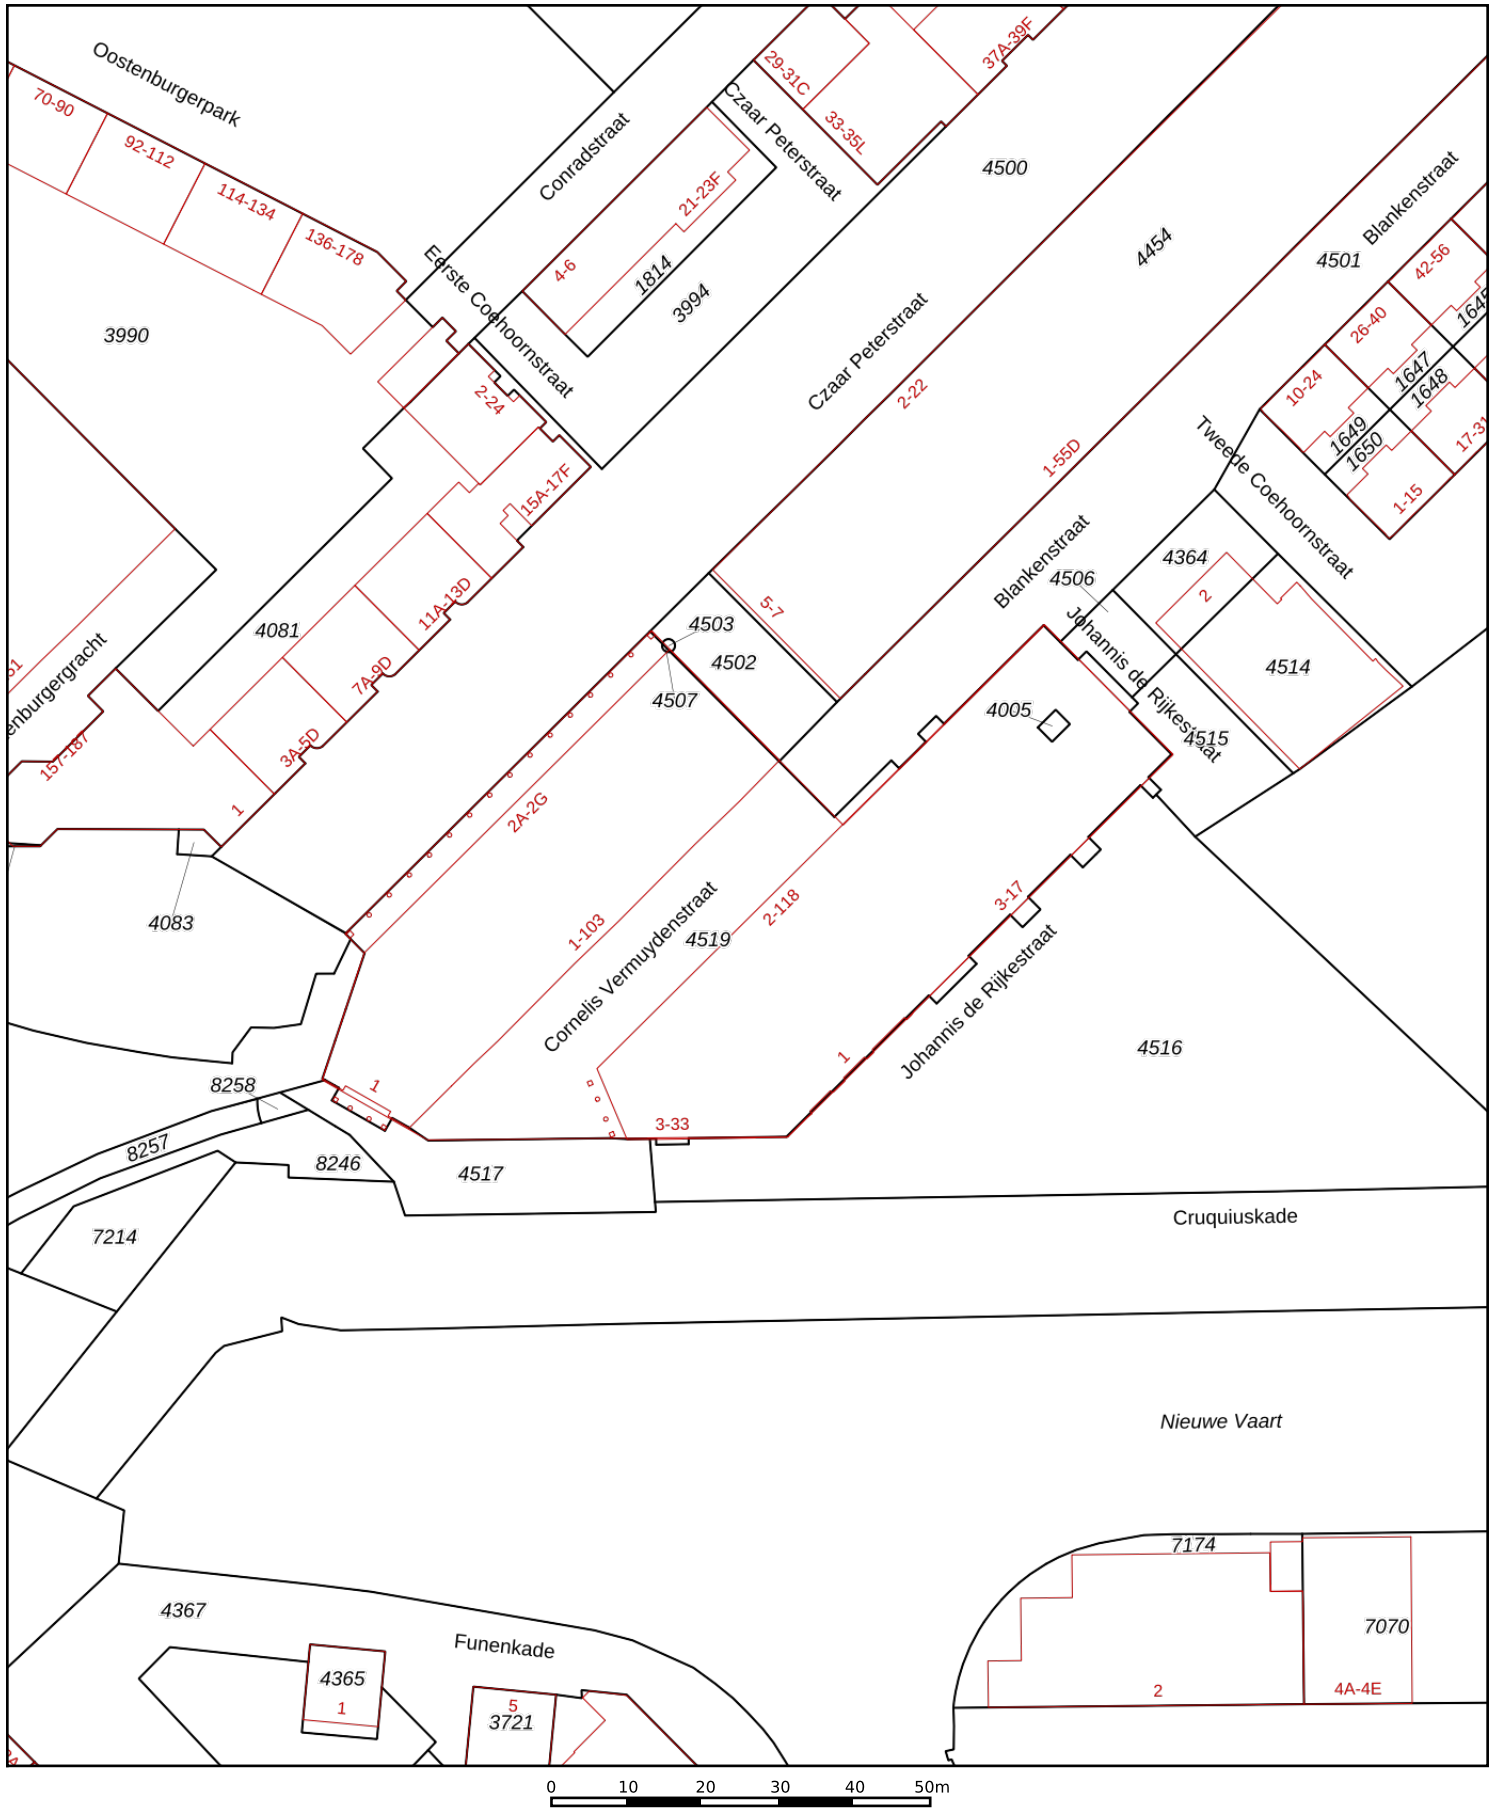 Oostenburgerpark
70-90
92-112
114-134
136-178
3990
Conradstraat
29-31C
33-35L
37A-39F
Czaar Peterstraat
4500
21-23F
4-6
1814
3994
Eerste Coehoornstraat
4454
Blankenstraat
4501
42-56
1645
26-40
1647
1648
10-24
1649
1650
1-15
Czaar Peterstraat
2-22
2-24
15A-17F
1-55D
Tweede Coehoornstraat
Blankenstraat
4364
4506
2
4514
Johannis de Rijkestraat
4515
11A-13D
4081
7A-9D
3A-5D
1
157-187
5-7
4503
4502
4507
4005
2A-2G
4083
1-103
Cornelis Vermuydenstraat
4519
2-118
3-17
Johannis de Rijkestraat
1
4516
8258
1
3-33
8257
8246
4517
7214
Cruquiuskade
Nieuwe Vaart
7174
7070
2
4A-4E
4367
Funenkade
4365
1
5
3721
0 10 20 30 40 50m